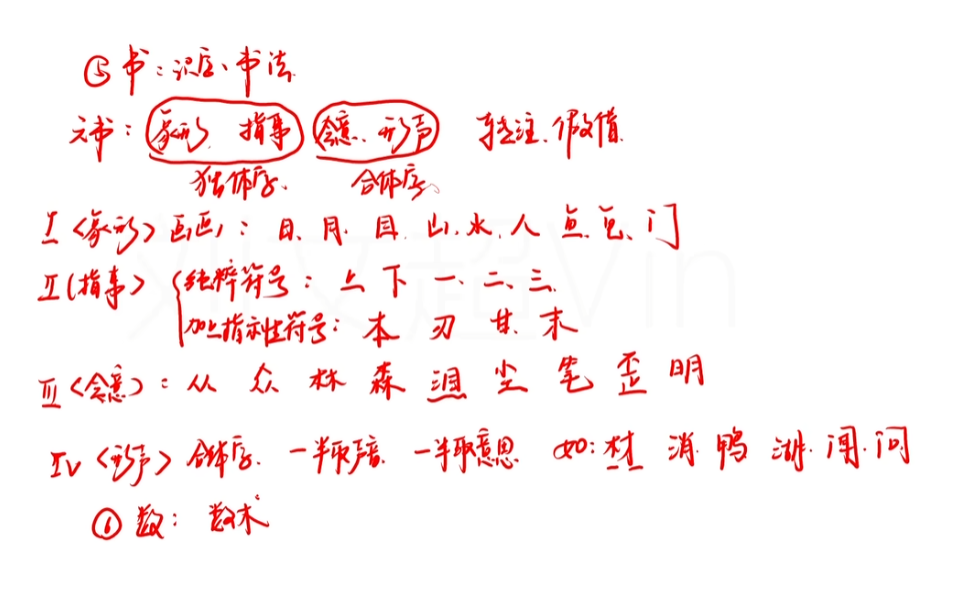 ⑤书：识字、书法
六书：象形 指事 会意、形声 转注、假借
独体字. 合体字、
Ⅰ<象形> 画画：日、月、目、山、水、人 鱼、龟、门
Ⅱ(指事> 纯粹符号：上 下 一、二、三
加上指示性符号：本 刃 甘、末
Ⅲ<会意>：从 众 林 森 泪 尘 笔 歪 明
Ⅳ<形声> 合体字、一半取声音、一半取意思 如：材 消 鸭 湖、闻、问
⑥数：数术